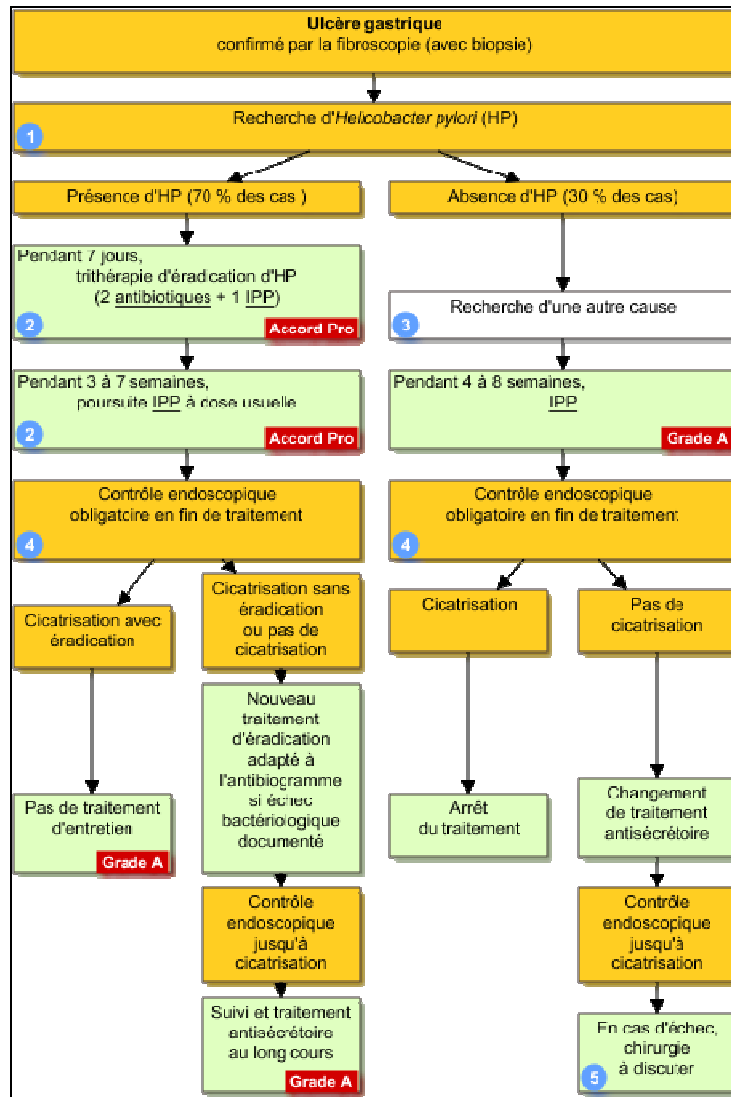 Ulcère gastrique
confirmé par la fibroscopie (avec biopsie)
Recherche d'Helicobacter pylori (HP)
1
Présence d'HP (70 % des cas )
Absence d'HP (30 % des cas)
Pendant 7 jours,
trithérapie d'éradication d'HP
(2 antibiotiques + 1 IPP)
2
Accord Pro
Recherche d'une autre cause
3
Pendant 3 à 7 semaines,
poursuite IPP à dose usuelle
2
Accord Pro
Pendant 4 à 8 semaines,
IPP
Grade A
Contrôle endoscopique
obligatoire en fin de traitement
4
Contrôle endoscopique
obligatoire en fin de traitement
4
Cicatrisation avec
éradication
Cicatrisation sans
éradication
ou pas de
cicatrisation
Cicatrisation
Pas de
cicatrisation
Pas de traitement
d'entretien
Grade A
Nouveau
traitement
d'éradication
adapté à
l'antibiogramme
si échec
bactériologique
documenté
Arrêt
du traitement
Changement
de traitement
antisécrétoire
Contrôle
endoscopique
jusqu'à
cicatrisation
Contrôle
endoscopique
jusqu'à
cicatrisation
Suivi et traitement
antisécrétoire
au long cours
Grade A
En cas d'échec,
chirurgie
à discuter
5